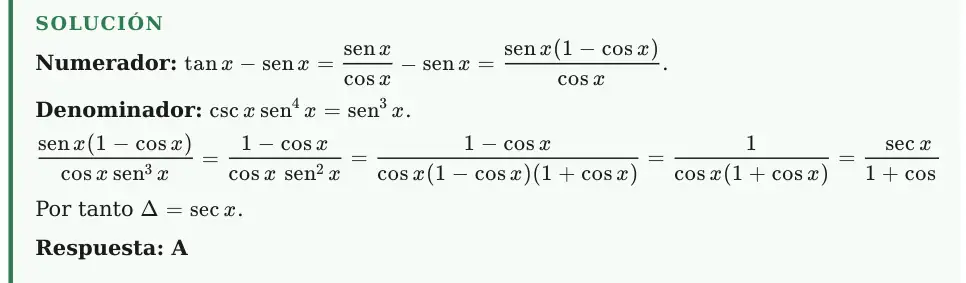 SOLUCIÓN
Numerador: tan x − sen x = sen x / cos x − sen x = sen x(1 − cos x) / cos x.
Denominador: csc x sen⁴ x = sen³ x.
sen x(1 − cos x) / cos x sen³ x = 1 − cos x / cos x sen² x = 1 − cos x / cos x(1 − cos x)(1 + cos x) = 1 / cos x(1 + cos x) = sec x / 1 + cos
Por tanto Δ = sec x.
Respuesta: A